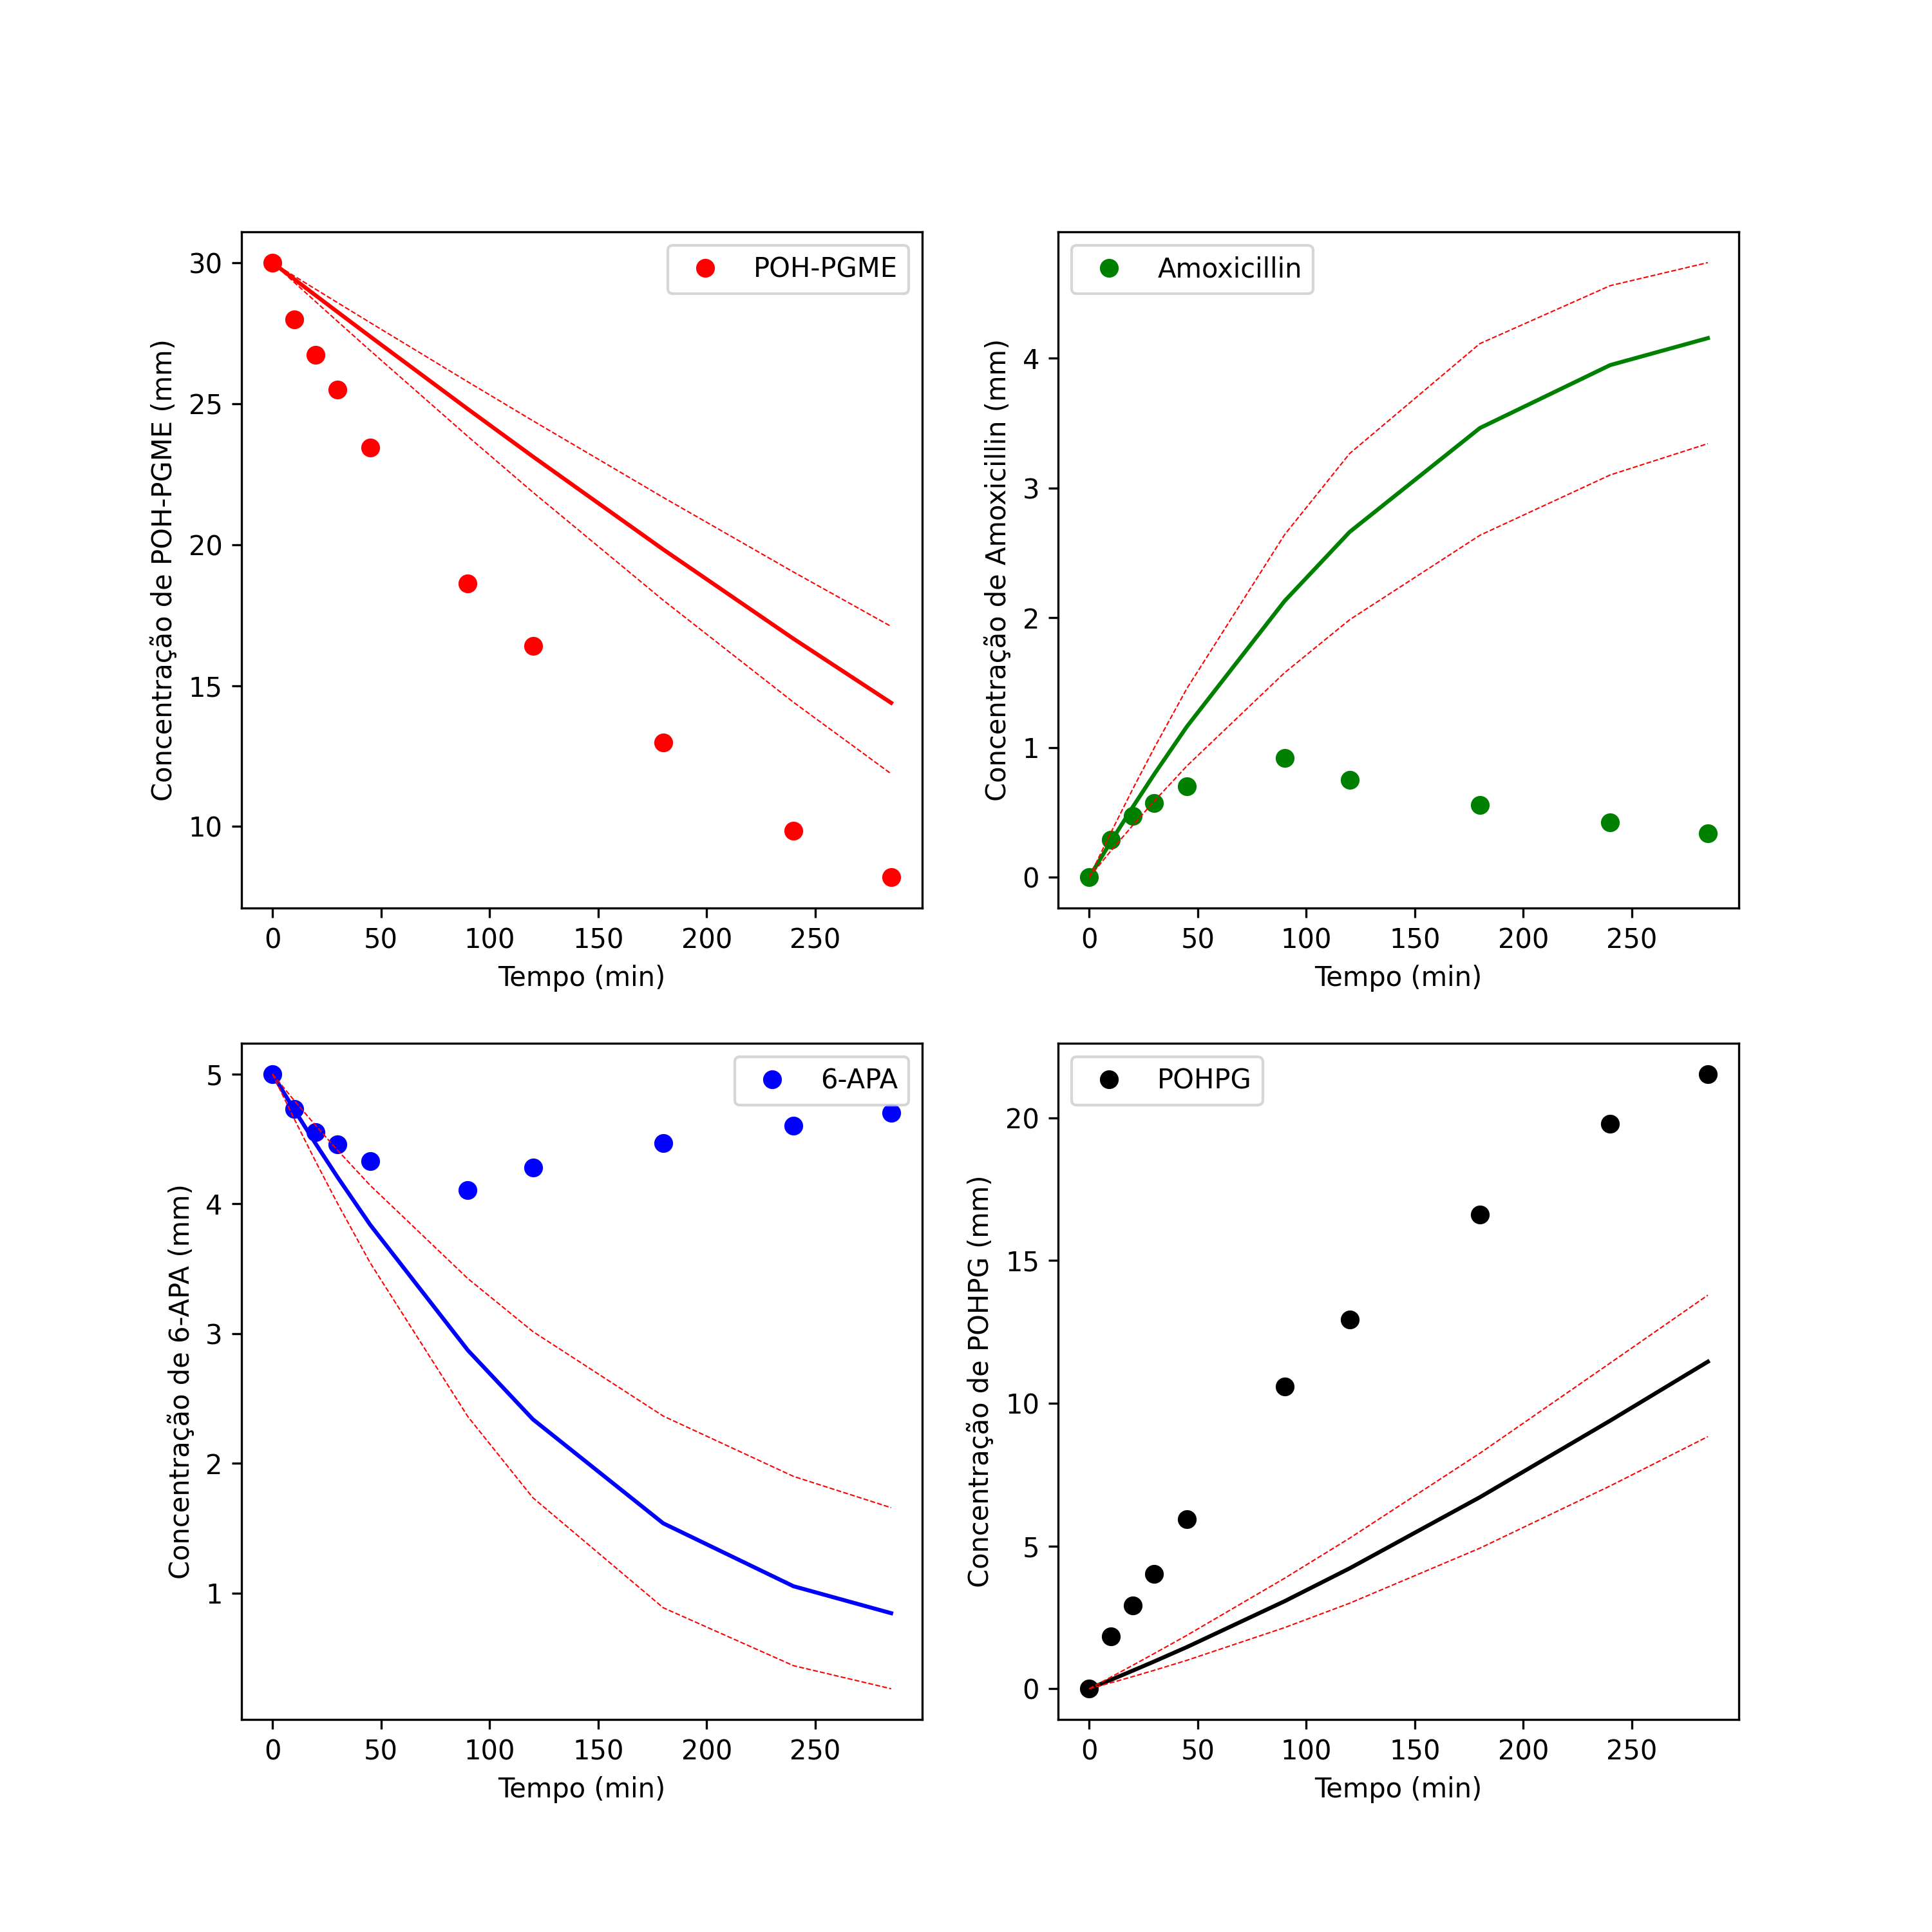 POH-PGME
Concentração de POH-PGME (mm)
30
25
20
15
10
0 50 100 150 200 250
Tempo (min)
Amoxicillin
Concentração de Amoxicillin (mm)
4
3
2
1
0
0 50 100 150 200 250
Tempo (min)
6-APA
Concentração de 6-APA (mm)
5
4
3
2
1
0 50 100 150 200 250
Tempo (min)
POHPG
Concentração de POHPG (mm)
20
15
10
5
0
0 50 100 150 200 250
Tempo (min)